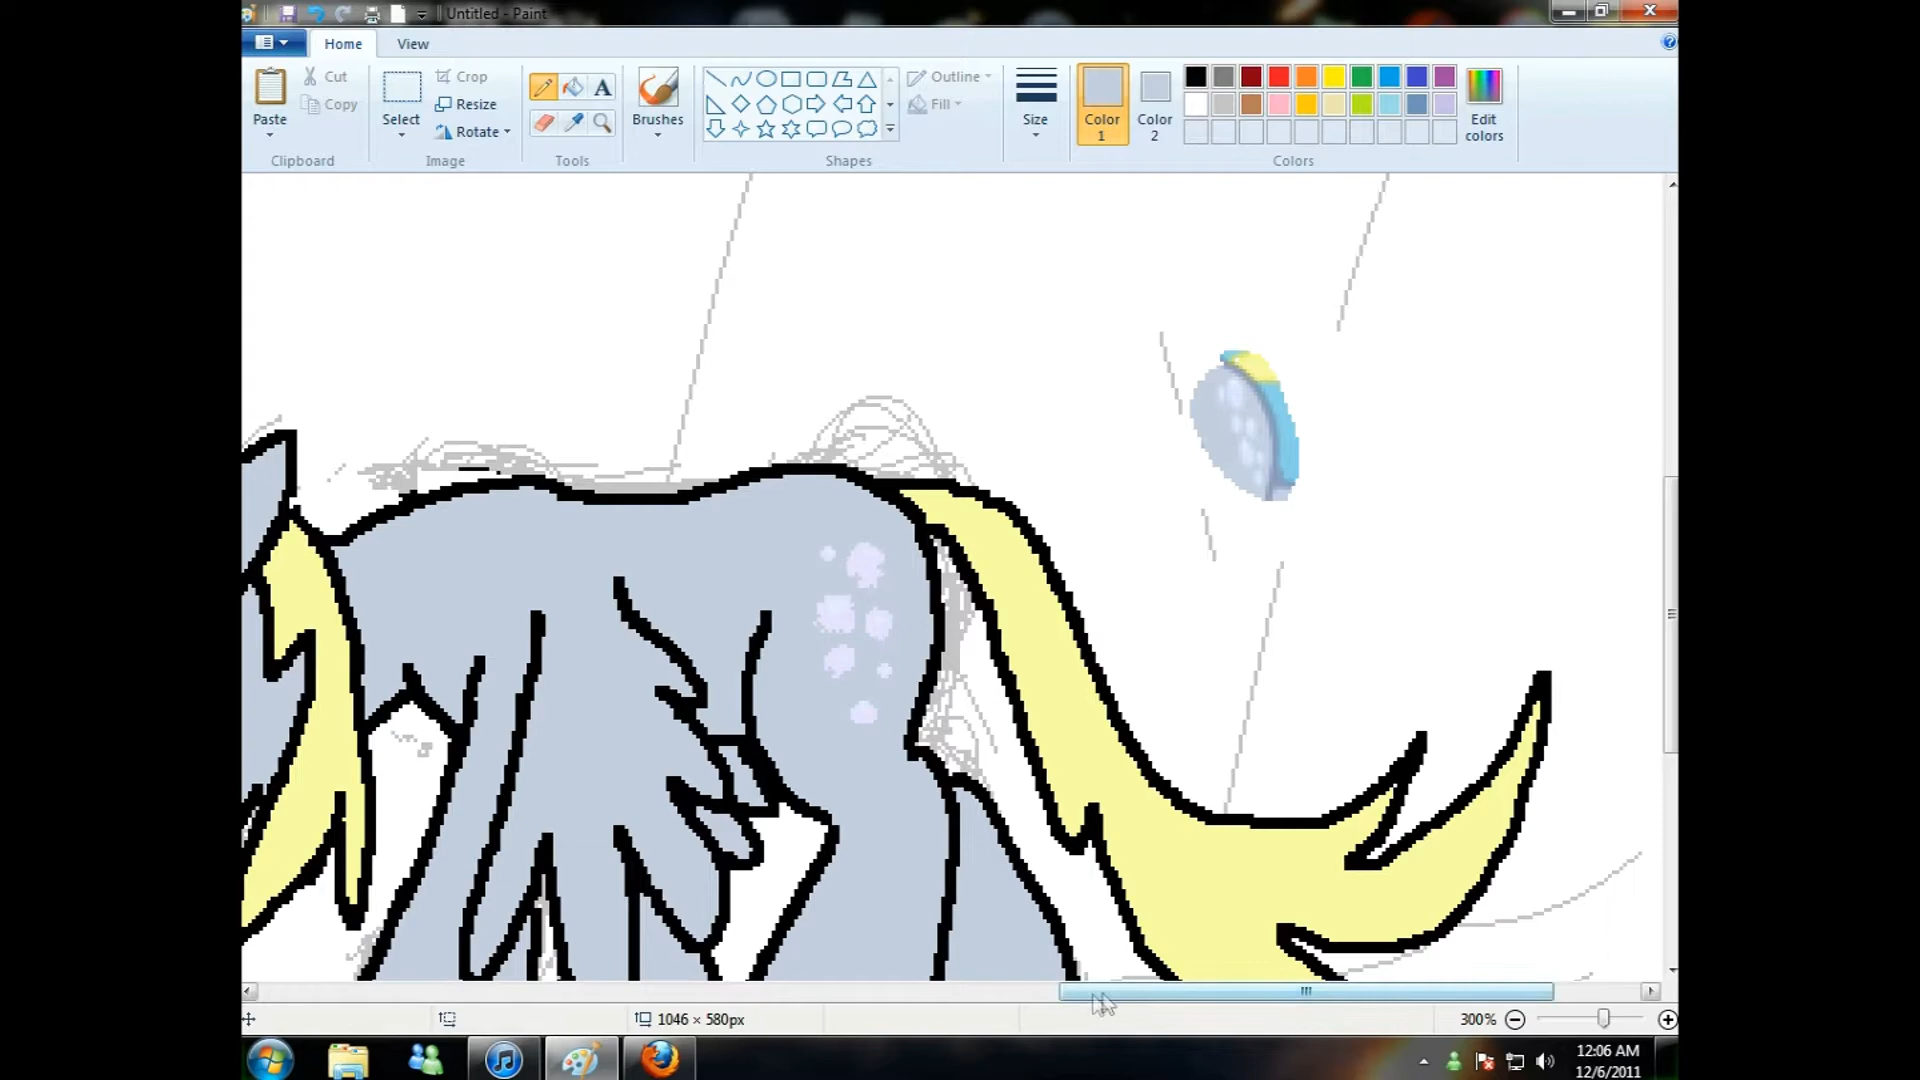 Untitled - Paint
Home View
Cut
Copy
Paste
Clipboard
Crop
Resize
Rotate
Select
Image
A
Tools
Brushes
Outline
Fill
Shapes
Size
Color 1
Color 2
Edit colors
Colors
1046 × 580px
300%
12:06 AM
12/6/2011